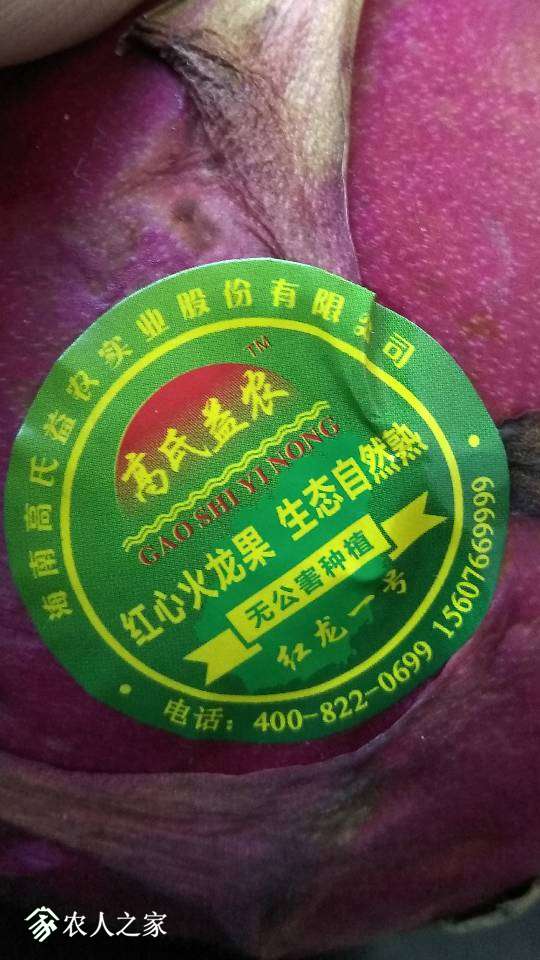 海南高氏益农实业股份有限公司
TM
高氏益农
GAO SHI YI NONG
红心火龙果 生态自然熟
无公害种植
红龙一号
电话：400-822-0699 15607669999
农人之家